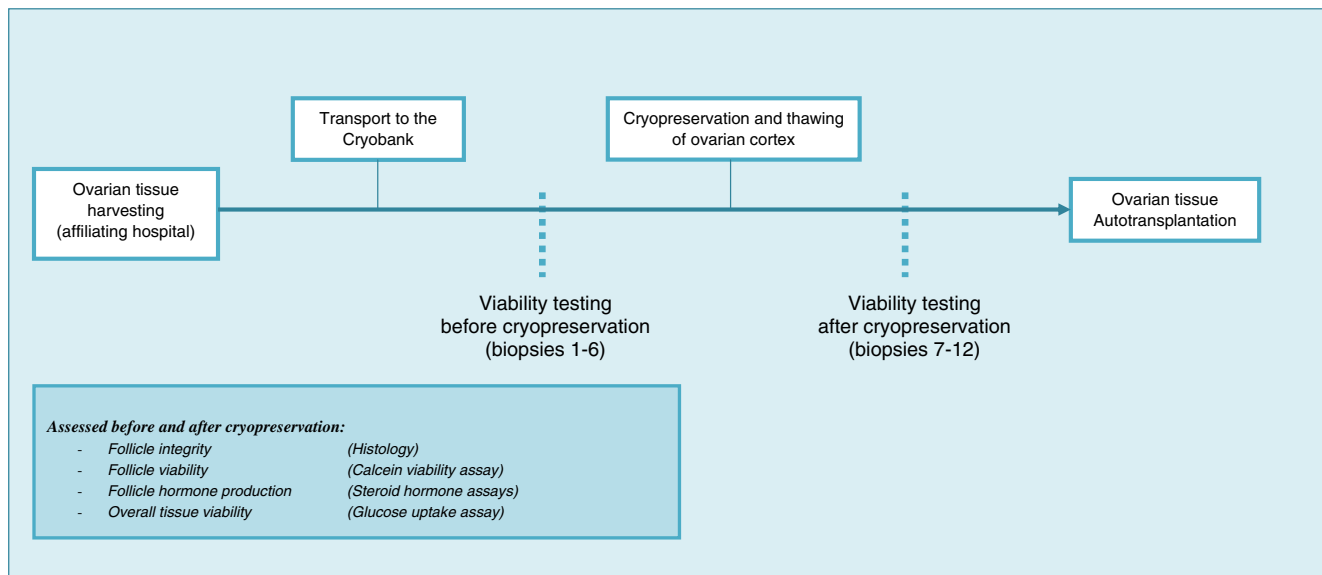 Transport to the
Cryobank
Cryopreservation and thawing
of ovarian cortex
Ovarian tissue
harvesting
(affiliating hospital)
Ovarian tissue
Autotransplantation
Viability testing
before cryopreservation
(biopsies 1-6)
Viability testing
after cryopreservation
(biopsies 7-12)
Assessed before and after cryopreservation:
- Follicle integrity (Histology)
- Follicle viability (Calcein viability assay)
- Follicle hormone production (Steroid hormone assays)
- Overall tissue viability (Glucose uptake assay)